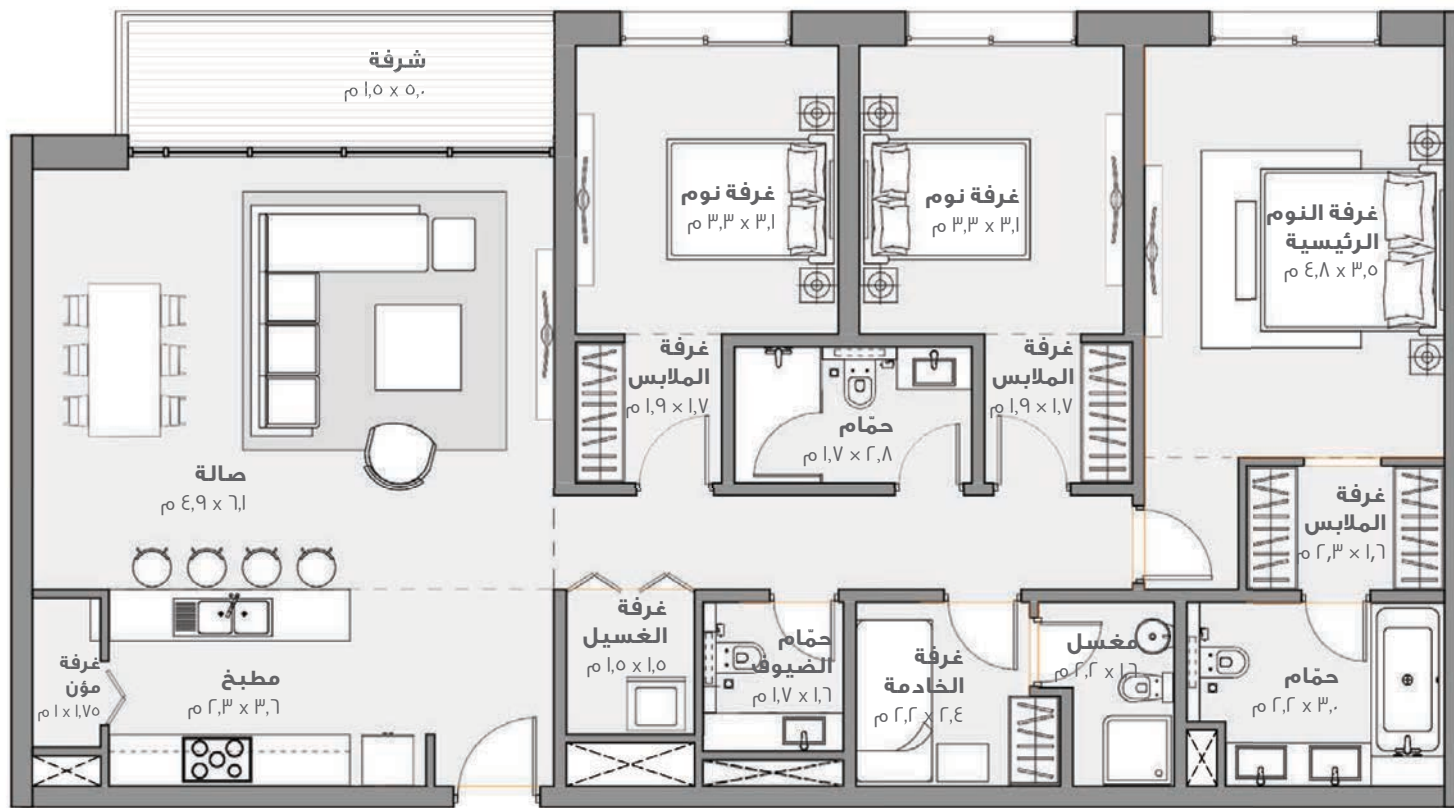 شرفة
١,٥ x ٥,٠ م
غرفة نوم
٣,٣ x ٣,١ م
غرفة نوم
٣,٣ x ٣,١ م
غرفة النوم
الرئيسية
٤,٨ x ٣,٥ م
غرفة
الملابس
١,٩ x ١,٧ م
حمّام
١,٧ x ٢,٨ م
غرفة
الملابس
١,٩ x ١,٧ م
صالة
٤,٩ x ٦,١ م
غرفة
الملابس
٢,٣ x ١,٦ م
غرفة
مؤن
١ x ١,٧٥ م
مطبخ
٢,٣ x ٣,٦ م
غرفة
الغسيل
١,٥ x ١,٥ م
حمّام
الضيوف
١,٧ x ١,٦ م
غرفة
الخادمة
٢,٢ x ٢,٤ م
مغسل
٢,٢ x ١٦ م
حمّام
٢,٢ x ٣,٠ م